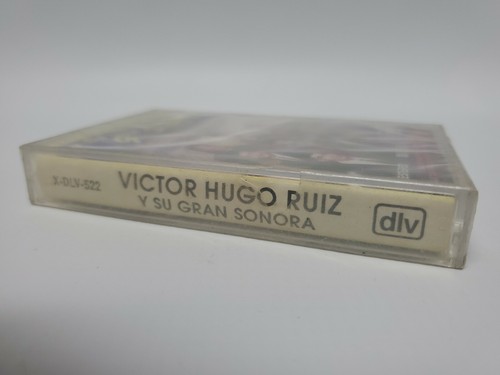 X-DLV-522
VICTOR HUGO RUIZ
Y SU GRAN SONORA
dlv